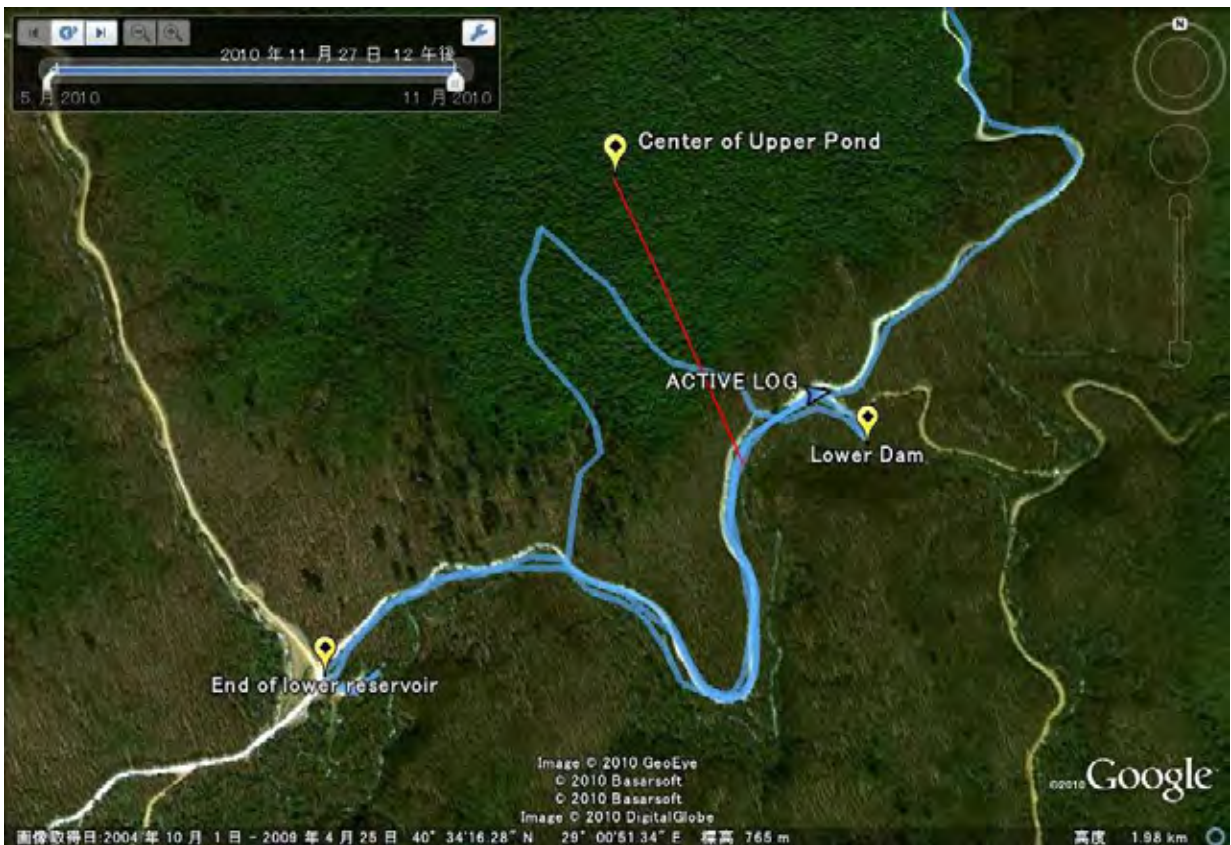 2010 年 11 月 27 日 12 午後
5 月 2010 11 月 2010
N
Center of Upper Pond
ACTIVE LOG
Lower Dam
End of lower reservoir
Image © 2010 GeoEye
© 2010 Basarsoft
© 2010 Basarsoft
Image © 2010 DigitalGlobe
©2010 Google
画像取得日:2004 年 10 月 1 日 - 2009 年 4 月 25 日 40° 34'16.28" N 29° 00'51.34" E 標高 765 m 高度 1.98 km